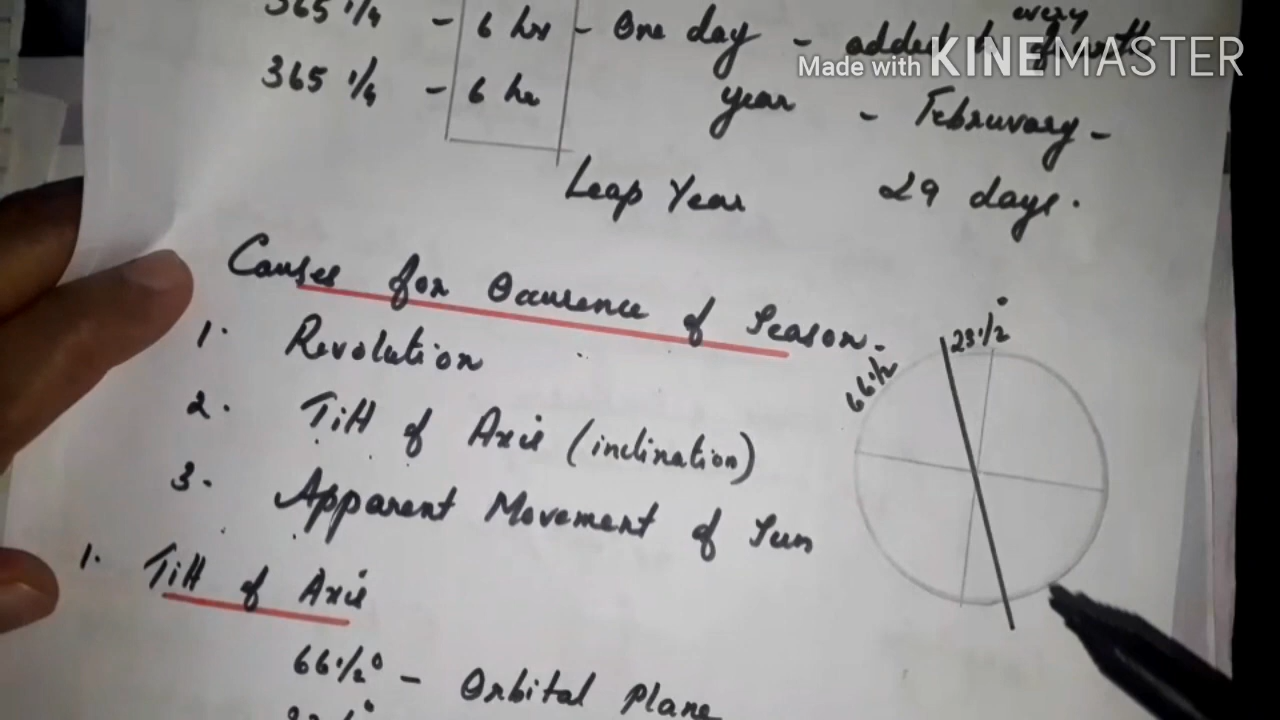 365 1/4 - 6 hr - One day - added to every fourth
Made with KINEMASTER
365 1/4 - 6 hr year - Februvary -
Leap Year 29 days.
Causes for Occurence of Season.
1. Revolution
2. Tilt of Axis (inclination)
3. Apparent Movement of Sun
23 1/2
66 1/2
1. Tilt of Axis
66 1/2° - Orbital Plane